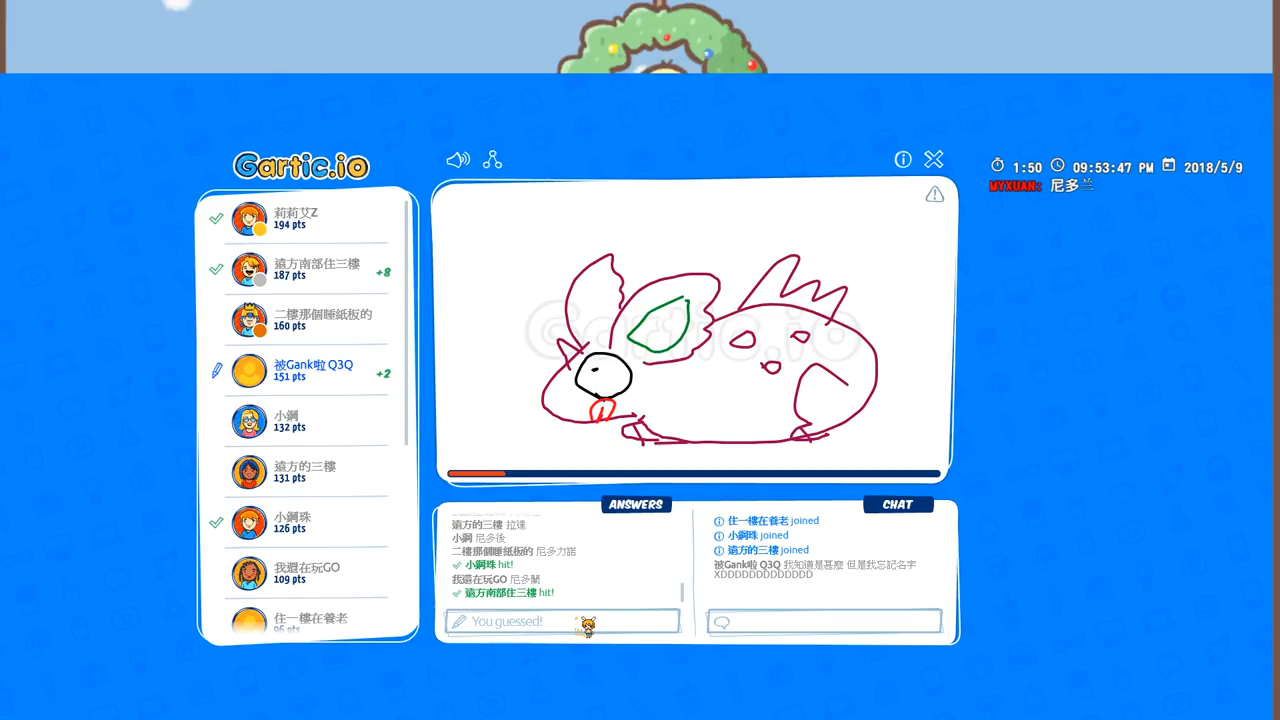 Gartic.io
1:50 09:53:47 PM 2018/5/9
MYXUAN: 尼多兰
莉莉艾Z
194 pts
遠方南部住三樓
187 pts
+8
二樓那個睡紙板的
160 pts
被Gank啦 Q3Q
151 pts
+2
小鋼
132 pts
遠方的三樓
131 pts
小鋼珠
126 pts
我還在玩GO
109 pts
住一樓在養老
96 pts
Gartic.io
ANSWERS
遠方的三樓 拉達
小鋼 尼多後
二樓那個睡紙板的 尼多力諾
小鋼珠 hit!
我還在玩GO 尼多蘭
遠方南部住三樓 hit!
You guessed!
CHAT
住一樓在養老 joined
小鋼珠 joined
遠方的三樓 joined
被Gank啦 Q3Q 我知道是甚麼 但是我忘記名字
XDDDDDDDDDDDDD